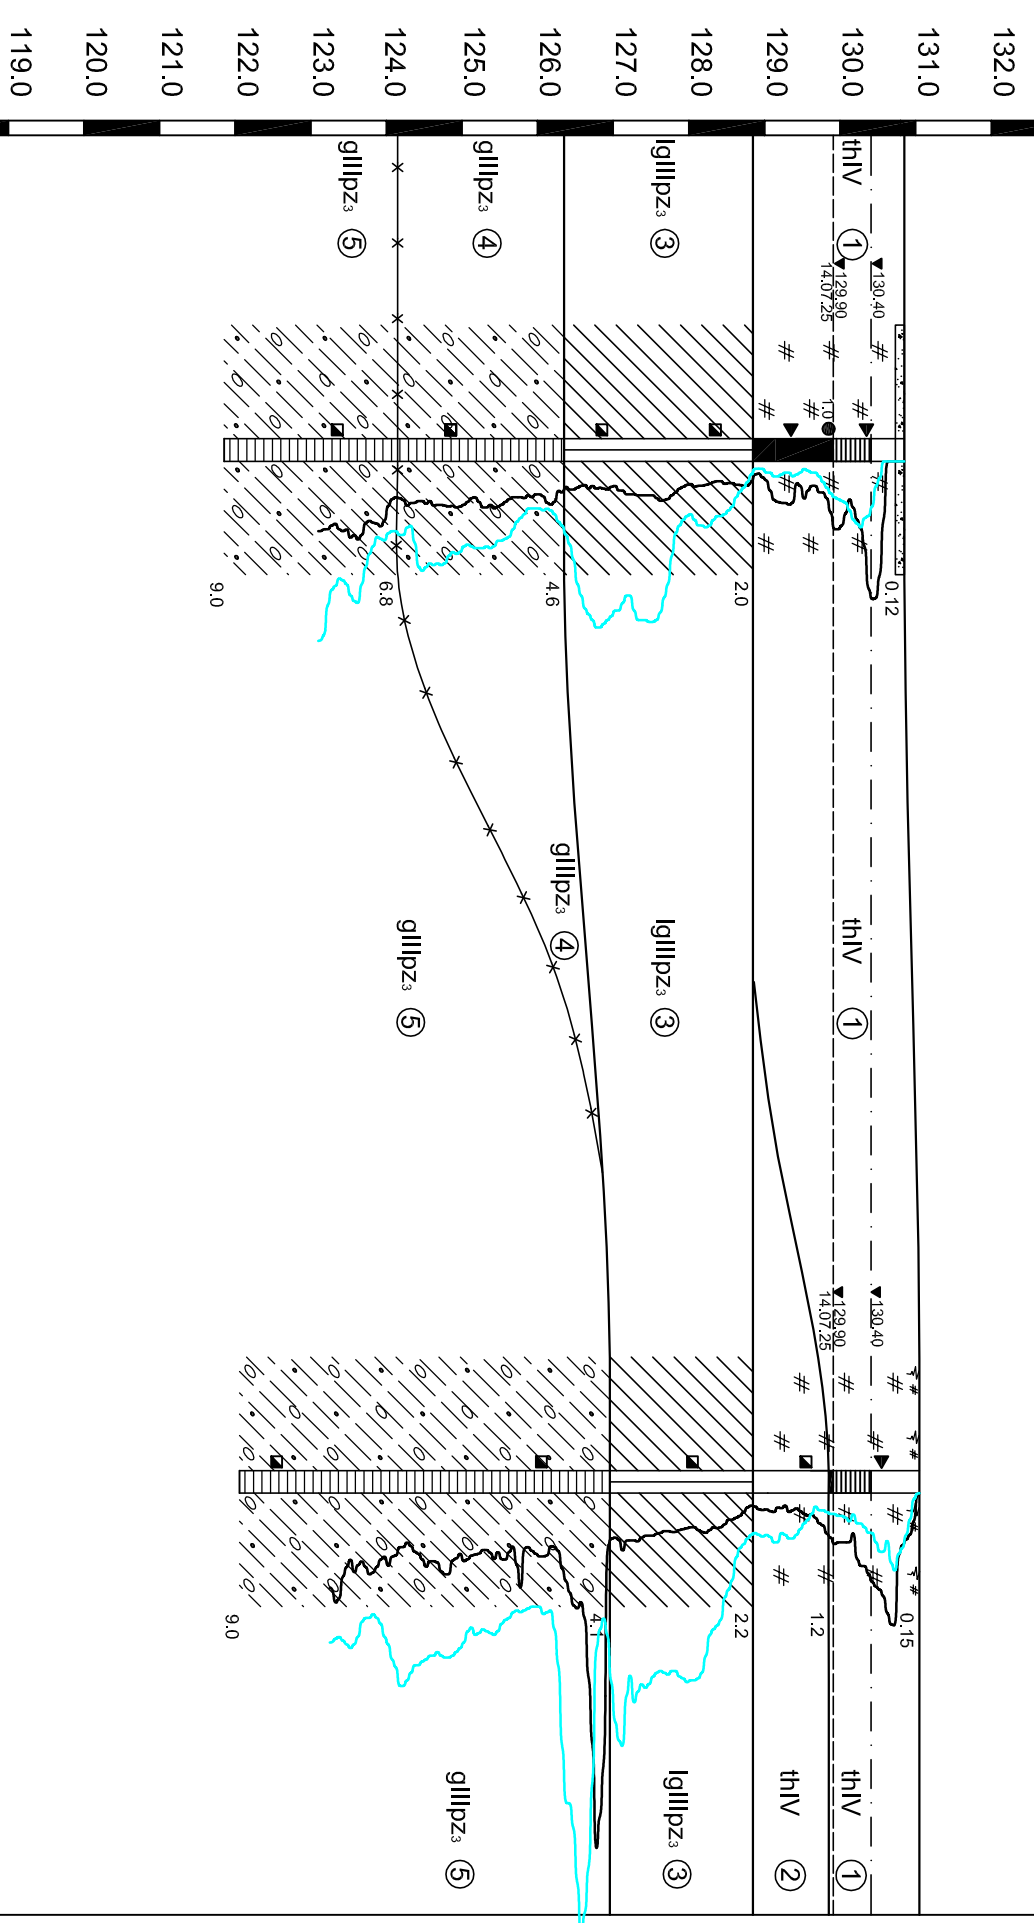 132.0
131.0
130.0
129.0
128.0
127.0
126.0
125.0
124.0
123.0
122.0
121.0
120.0
119.0
thIV 1
lgIIIpz₃ 3
gIIIpz₃ 4
gIIIpz₃ 5
130.40
129.90
14.07.25
1.0
0.12
2.0
4.6
6.8
9.0
thIV 1
lgIIIpz₃ 3
gIIIpz₃ 4
gIIIpz₃ 5
130.40
129.90
14.07.25
0.15
1.2
2.2
4.1
9.0
thIV 1
thIV 2
lgIIIpz₃ 3
gIIIpz₃ 5